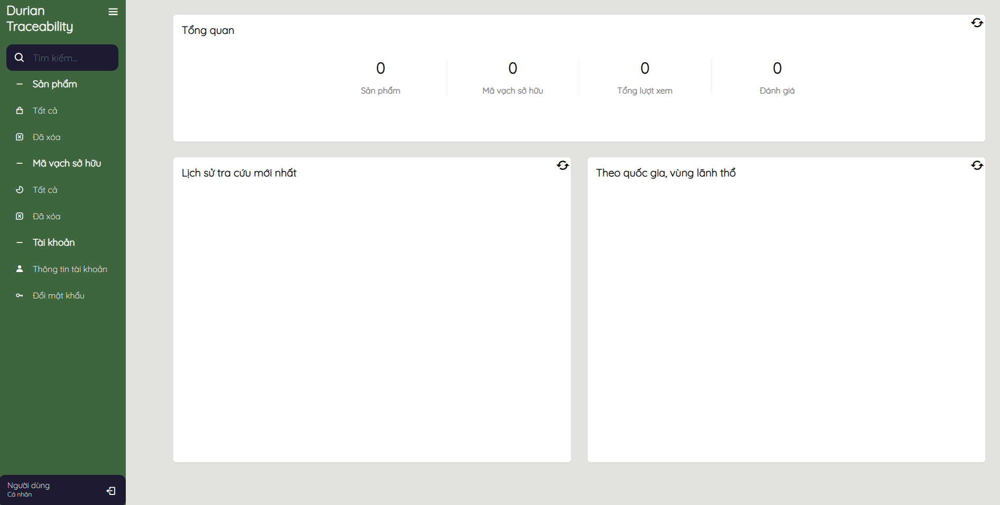 Durian
Traceability
Tìm kiếm...
Sản phẩm
Tất cả
Đã xóa
Mã vạch sở hữu
Tất cả
Đã xóa
Tài khoản
Thông tin tài khoản
Đổi mật khẩu
Người dùng
Cá nhân
Tổng quan
0
Sản phẩm
0
Mã vạch sở hữu
0
Tổng lượt xem
0
Đánh giá
Lịch sử tra cứu mới nhất
Theo quốc gia, vùng lãnh thổ